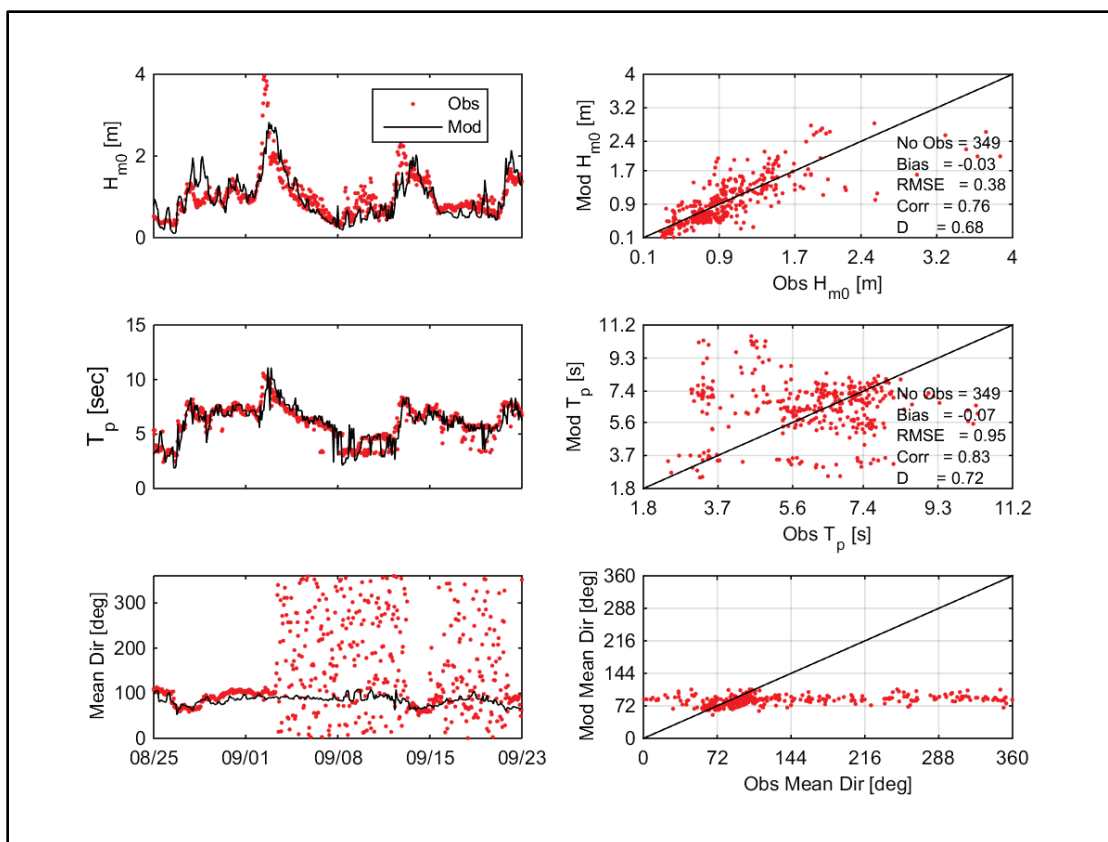 4
2
0
H_m0 [m]
Obs
Mod
4
3.2
2.4
1.7
0.9
0.1
Mod H_m0 [m]
No Obs = 349
Bias = -0.03
RMSE = 0.38
Corr = 0.76
D = 0.68
0.1 0.9 1.7 2.4 3.2 4
Obs H_m0 [m]
15
10
5
0
T_p [sec]
11.2
9.3
7.4
5.6
3.7
1.8
Mod T_p [s]
No Obs = 349
Bias = -0.07
RMSE = 0.95
Corr = 0.83
D = 0.72
1.8 3.7 5.6 7.4 9.3 11.2
Obs T_p [s]
300
200
100
0
Mean Dir [deg]
08/25 09/01 09/08 09/15 09/23
360
288
216
144
72
0
Mod Mean Dir [deg]
0 72 144 216 288 360
Obs Mean Dir [deg]